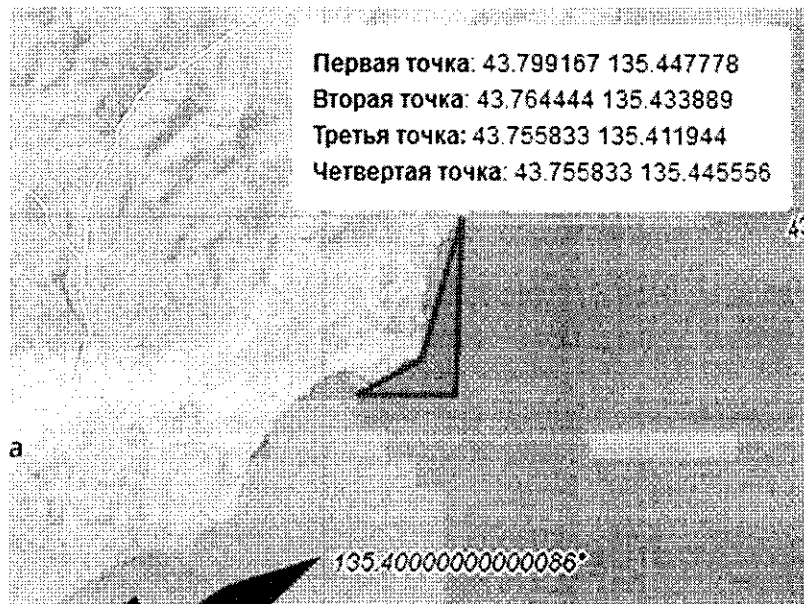 Первая точка: 43.799167 135.447778
Вторая точка: 43.764444 135.433889
Третья точка: 43.755833 135.411944
Четвертая точка: 43.755833 135.445556
а
135.40000000000086°